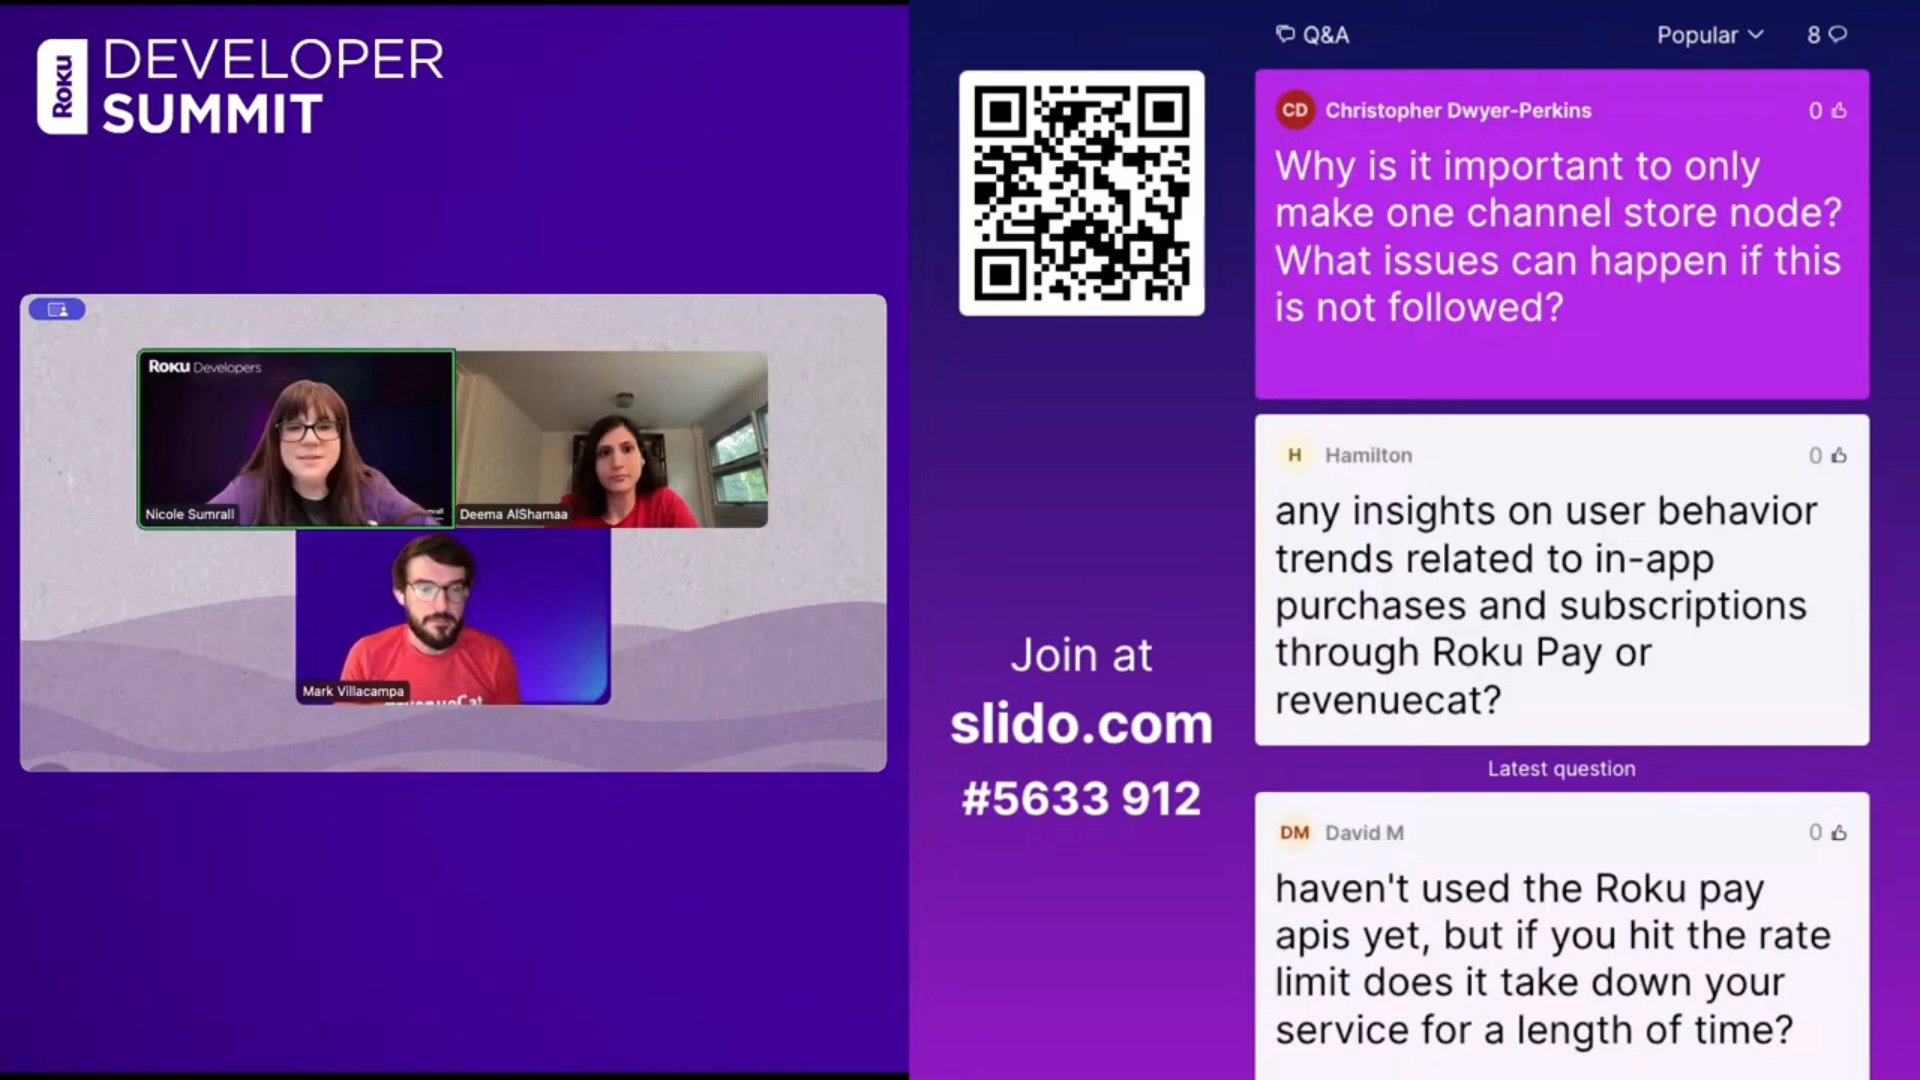 Roku
DEVELOPER
SUMMIT
Roku Developers
Nicole Sumrall
Deema AlShamaa
Mark Villacampa
Join at
slido.com
#5633 912
Q&A
Popular
8
CD Christopher Dwyer-Perkins 0
Why is it important to only
make one channel store node?
What issues can happen if this
is not followed?
H Hamilton 0
any insights on user behavior
trends related to in-app
purchases and subscriptions
through Roku Pay or
revenuecat?
Latest question
DM David M 0
haven't used the Roku pay
apis yet, but if you hit the rate
limit does it take down your
service for a length of time?